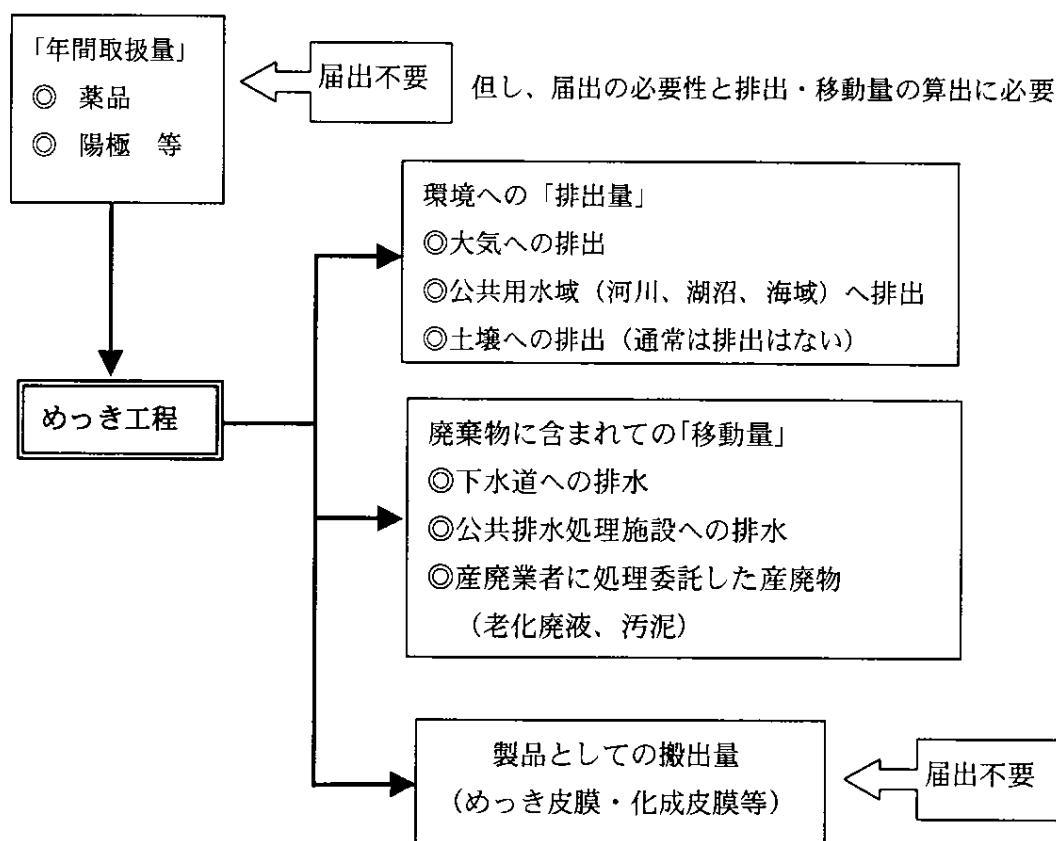 「年間取扱量」
◎ 薬品
◎ 陽極 等
届出不要
但し、届出の必要性と排出・移動量の算出に必要
環境への「排出量」
◎大気への排出
◎公共用水域（河川、湖沼、海域）へ排出
◎土壌への排出（通常は排出はない）
めっき工程
廃棄物に含まれての「移動量」
◎下水道への排水
◎公共排水処理施設への排水
◎産廃業者に処理委託した産廃物
（老化廃液、汚泥）
製品としての搬出量
（めっき皮膜・化成皮膜等）
届出不要